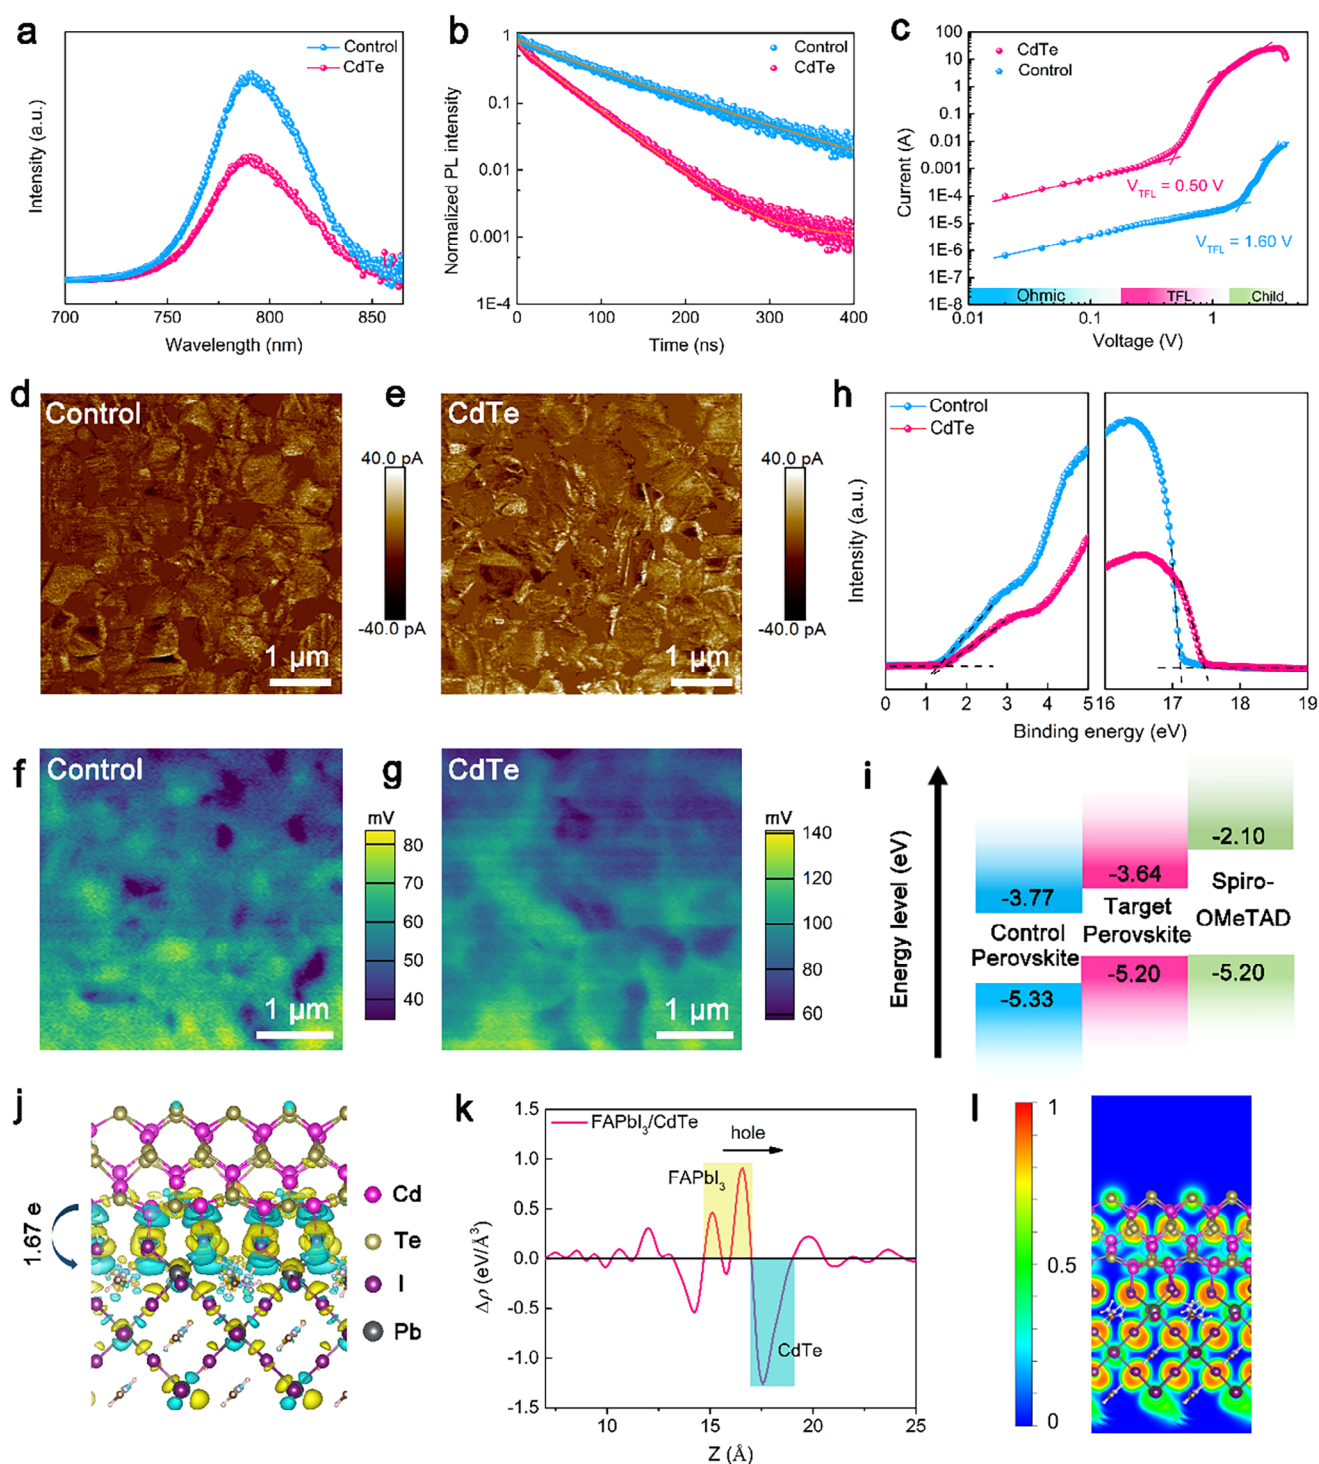 a
Control
CdTe
Intensity (a.u.)
700
750
800
850
Wavelength (nm)
b
Control
CdTe
Normalized PL intensity
1
0.1
0.01
0.001
1E-4
0
100
200
300
400
Time (ns)
c
CdTe
Control
Current (A)
100
10
1
0.1
0.01
0.001
1E-4
1E-5
1E-6
1E-7
1E-8
V_TFL = 0.50 V
V_TFL = 1.60 V
Ohmic
TFL
Child
0.01
0.1
1
Voltage (V)
d
Control
40.0 pA
-40.0 pA
1 μm
e
CdTe
40.0 pA
-40.0 pA
1 μm
h
Control
CdTe
Intensity (a.u.)
0
1
2
3
4
5
16
17
18
19
Binding energy (eV)
f
Control
mV
80
70
60
50
40
1 μm
g
CdTe
mV
140
120
100
80
60
1 μm
i
Energy level (eV)
-3.77
Control
Perovskite
-5.33
-3.64
Target
Perovskite
-5.20
-2.10
Spiro-
OMeTAD
-5.20
j
1.67 e
Cd
Te
I
Pb
k
FAPbI₃/CdTe
hole
FAPbI₃
CdTe
Δρ (eV/Å³)
1.5
1.0
0.5
0.0
-0.5
-1.0
-1.5
10
15
20
25
Z (Å)
l
1
0.5
0